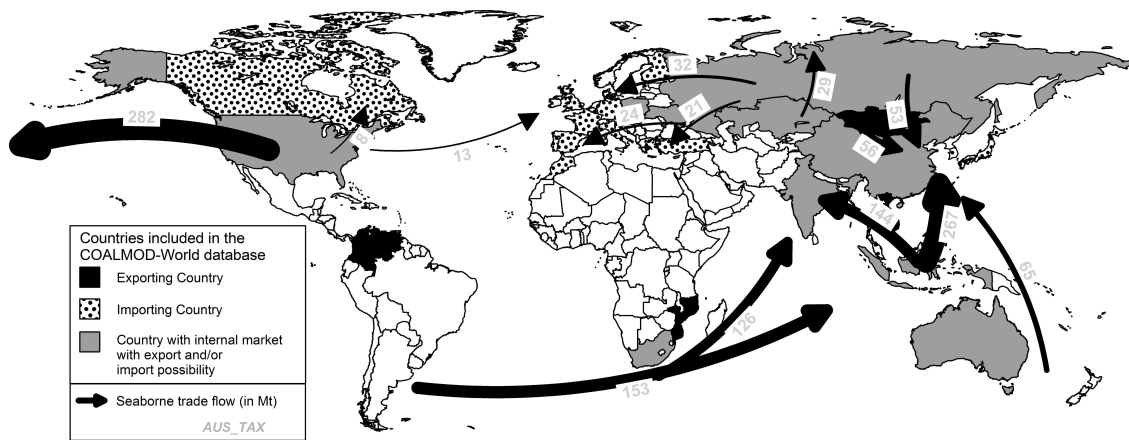 32
29
53
282
24
21
8
13
56
144
267
65
126
153
Countries included in the
COALMOD-World database
Exporting Country
Importing Country
Country with internal market
with export and/or
import possibility
Seaborne trade flow (in Mt)
AUS_TAX